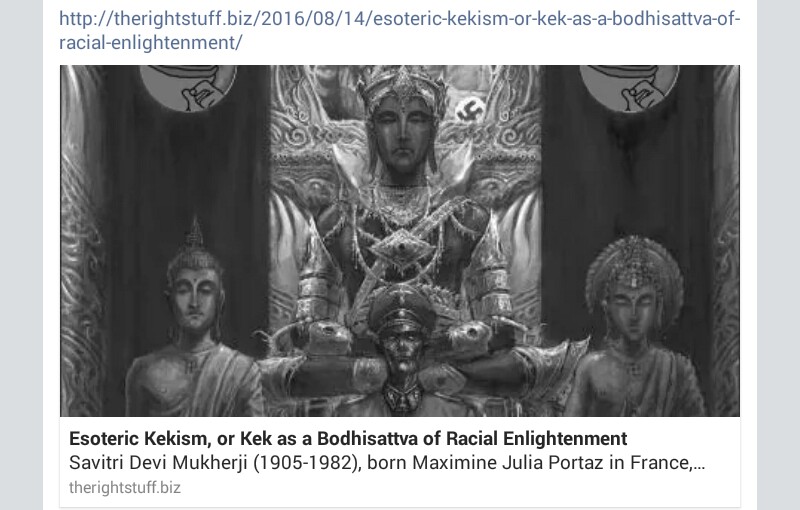 http://therightstuff.biz/2016/08/14/esoteric-kekism-or-kek-as-a-bodhisattva-of-
racial-enlightenment/
Esoteric Kekism, or Kek as a Bodhisattva of Racial Enlightenment
Savitri Devi Mukherji (1905-1982), born Maximine Julia Portaz in France,...
therightstuff.biz